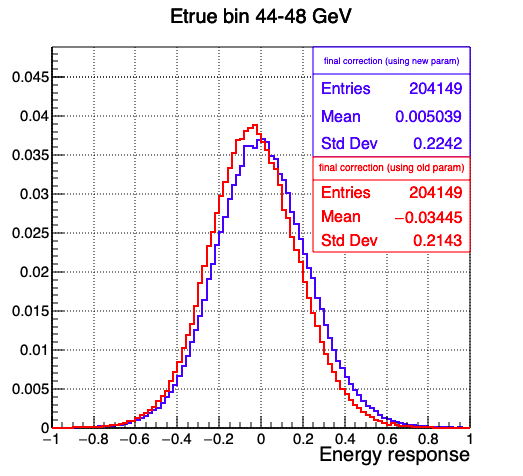 Etrue bin 44-48 GeV
final correction (using new param)
Entries 204149
Mean 0.005039
Std Dev 0.2242
final correction (using old param)
Entries 204149
Mean −0.03445
Std Dev 0.2143
0.045
0.04
0.035
0.03
0.025
0.02
0.015
0.01
0.005
0
−1 −0.8 −0.6 −0.4 −0.2 0 0.2 0.4 0.6 0.8 1
Energy response